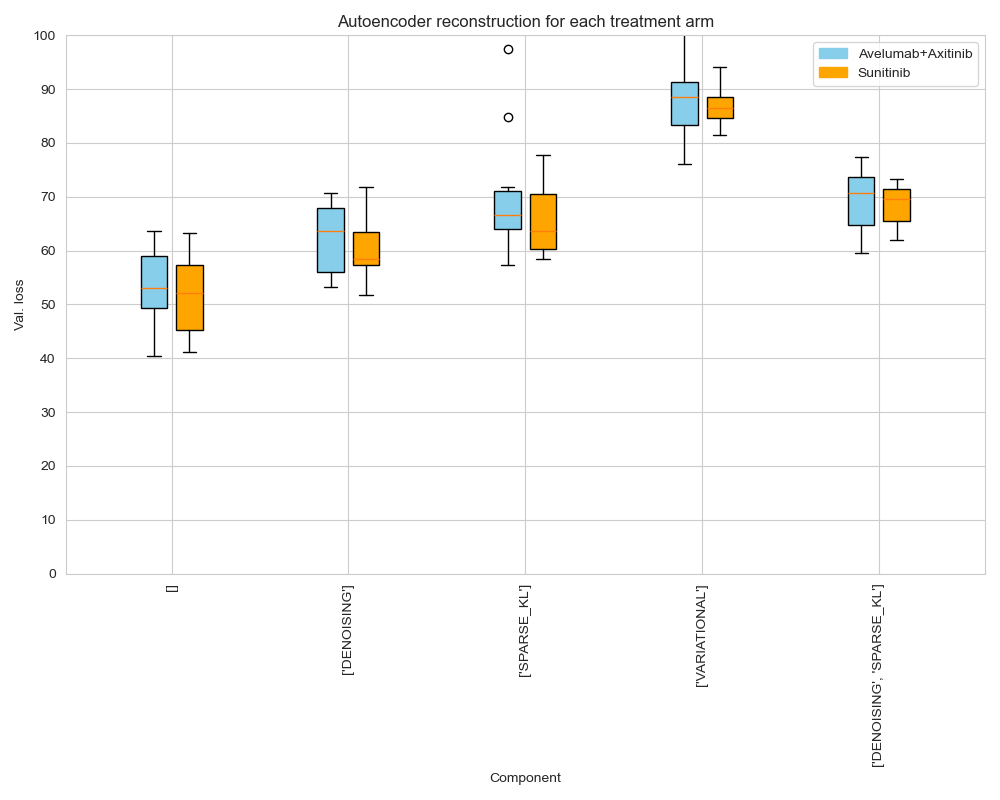 Autoencoder reconstruction for each treatment arm
Avelumab+Axitinib
Sunitinib
Val. loss
100
90
80
70
60
50
40
30
20
10
0
[]
['DENOISING']
['SPARSE_KL']
['VARIATIONAL']
['DENOISING', 'SPARSE_KL']
Component